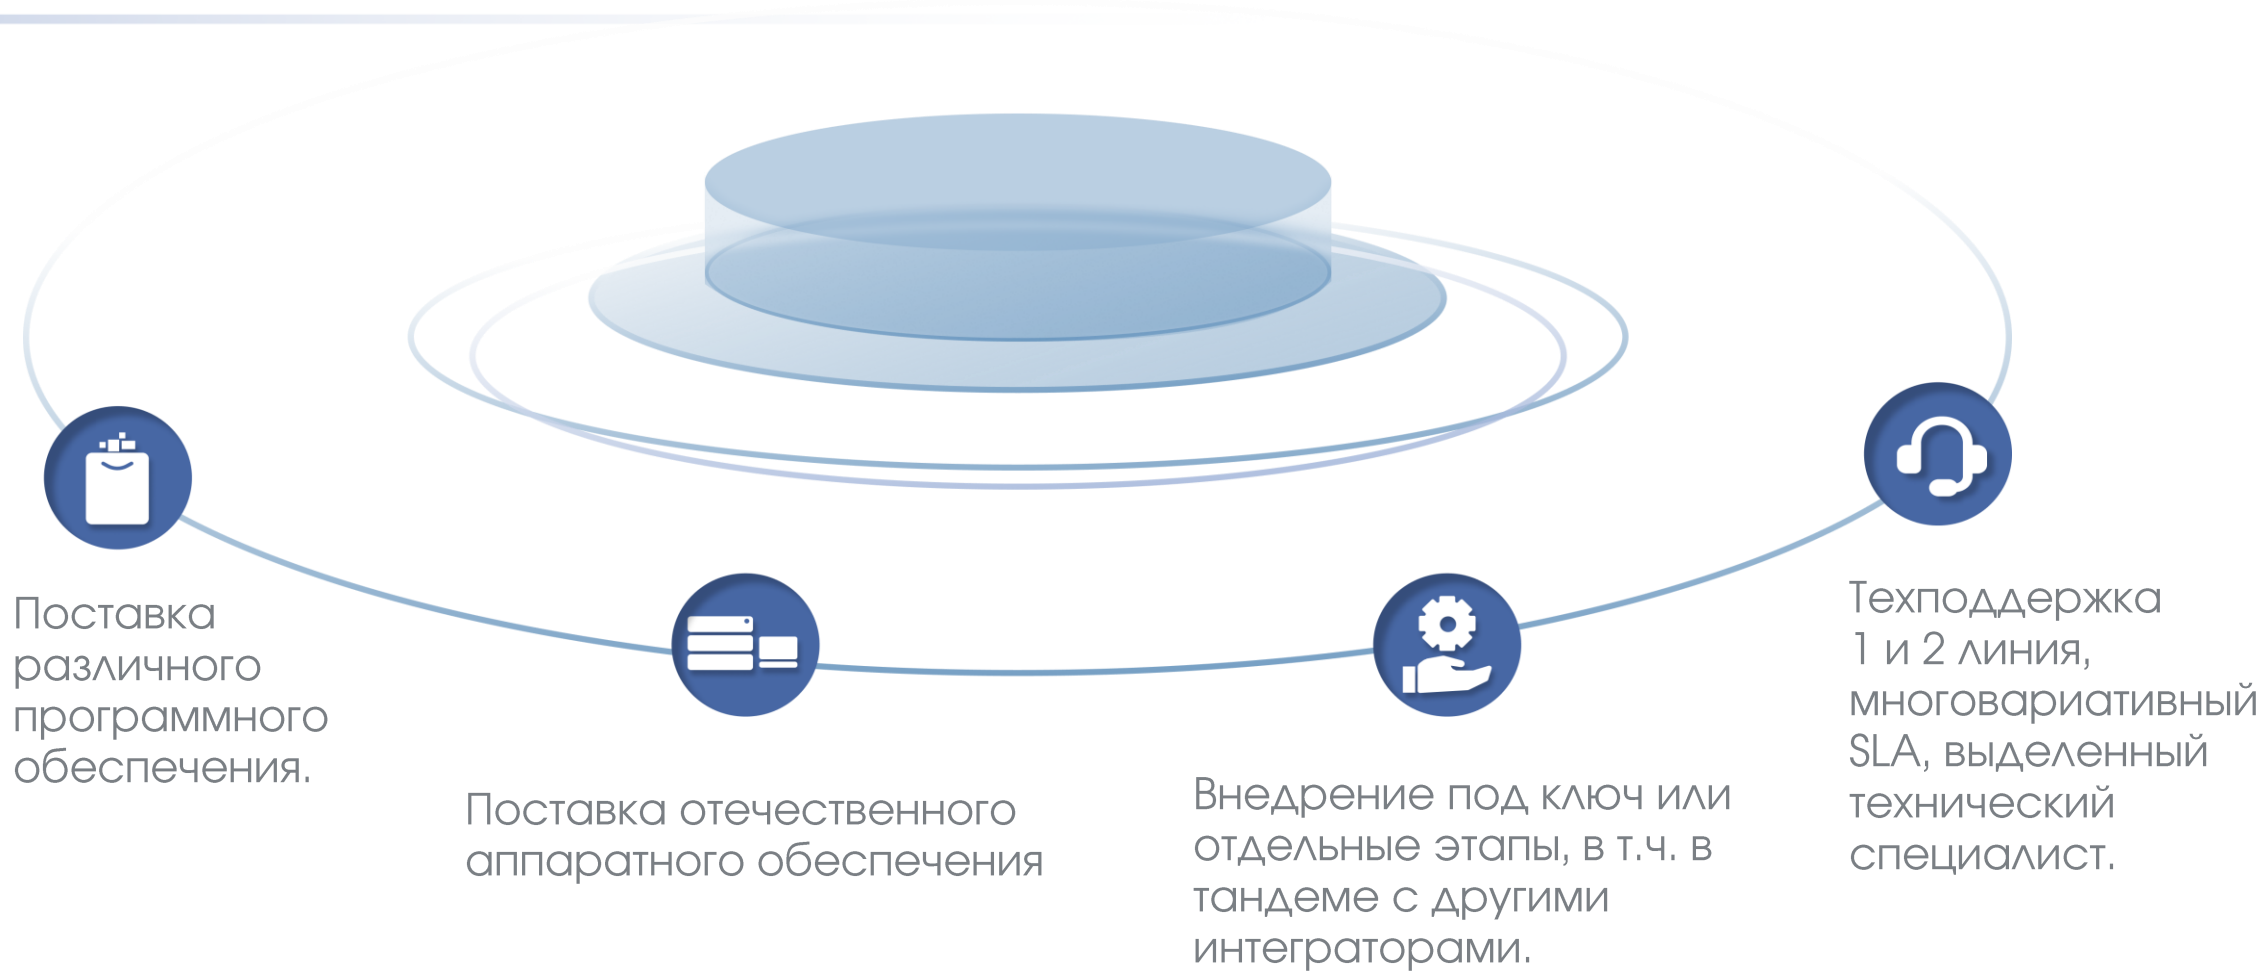 Поставка
различного
программного
обеспечения.
Поставка отечественного
аппаратного обеспечения
Внедрение под ключ или
отдельные этапы, в т.ч. в
тандеме с другими
интеграторами.
Техподдержка
1 и 2 линия,
многовариативный
SLA, выделенный
технический
специалист.